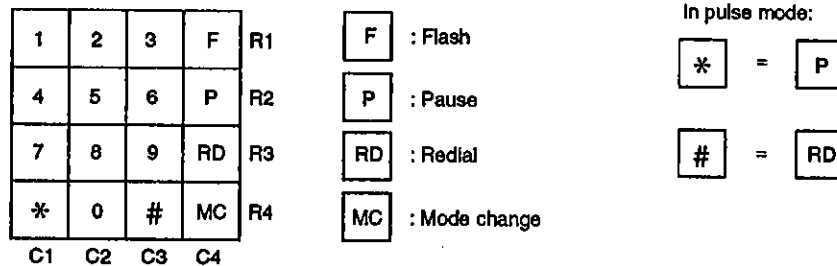 1 2 3 F R1
4 5 6 P R2
7 8 9 RD R3
* 0 # MC R4
C1 C2 C3 C4
F : Flash
P : Pause
RD : Redial
MC : Mode change
In pulse mode:
* = P
# = RD